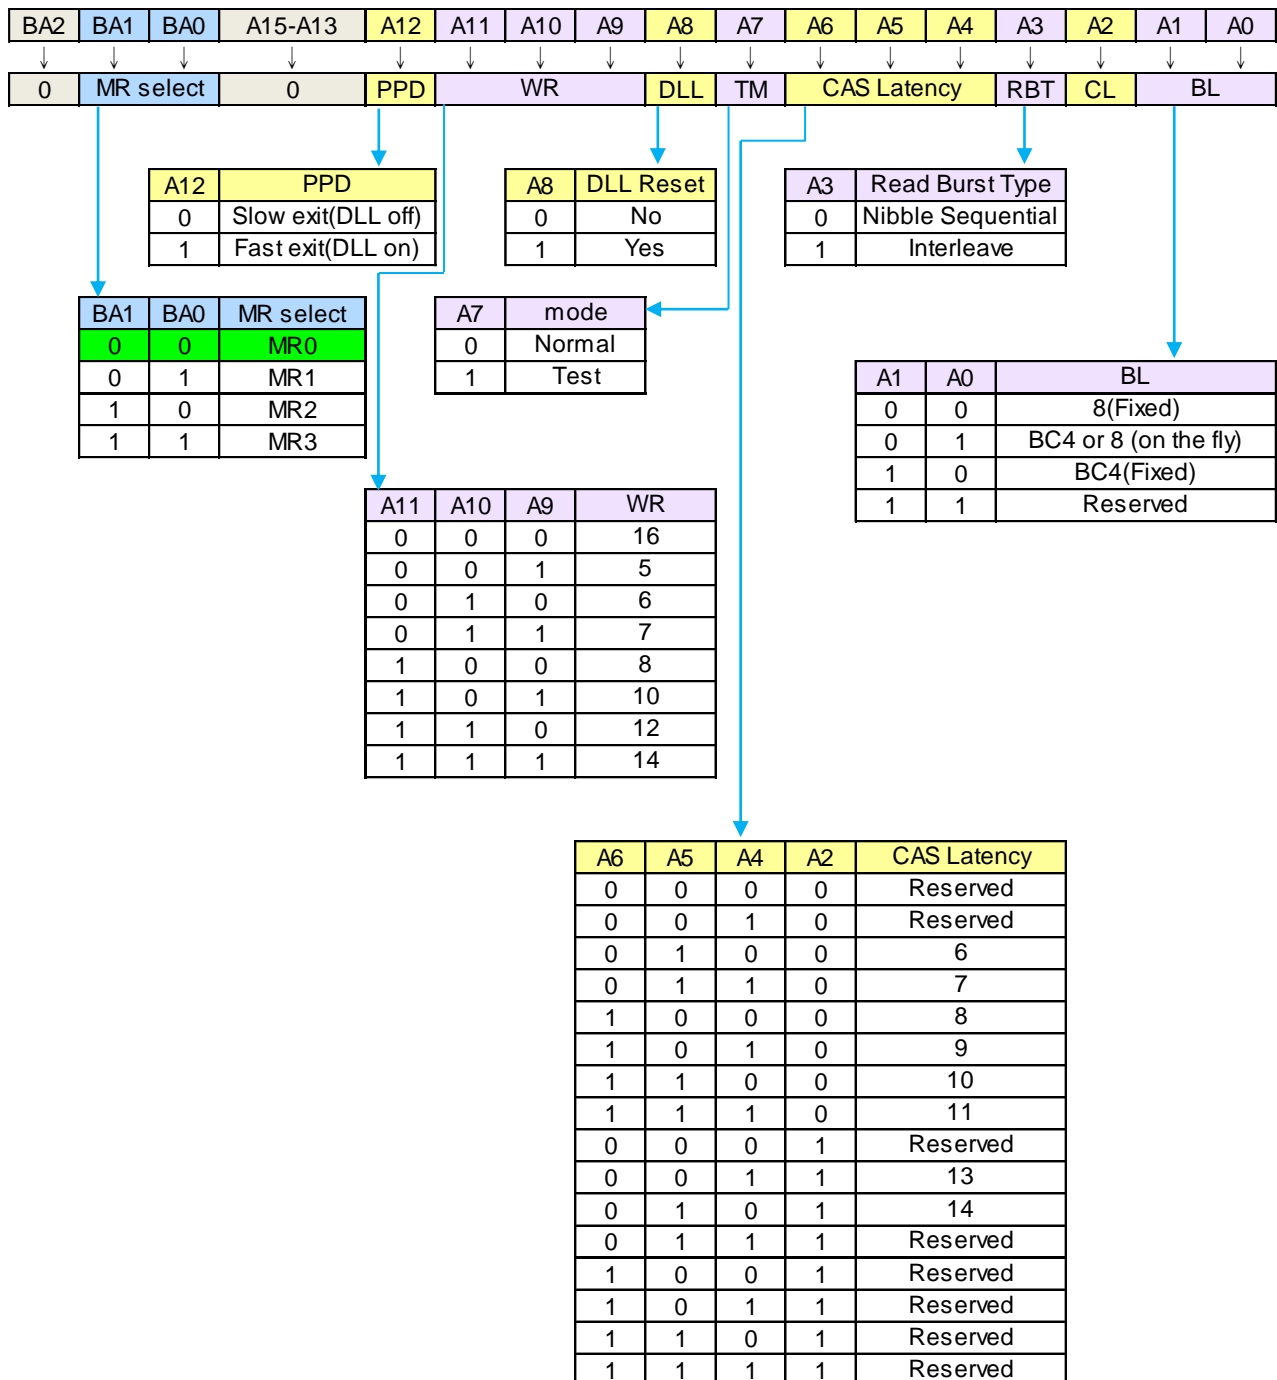 BA2 BA1 BA0 A15-A13 A12 A11 A10 A9 A8 A7 A6 A5 A4 A3 A2 A1 A0
0 MR select 0 PPD WR DLL TM CAS Latency RBT CL BL
A12 PPD
0 Slow exit(DLL off)
1 Fast exit(DLL on)
A8 DLL Reset
0 No
1 Yes
A3 Read Burst Type
0 Nibble Sequential
1 Interleave
BA1 BA0 MR select
0 0 MR0
0 1 MR1
1 0 MR2
1 1 MR3
A7 mode
0 Normal
1 Test
A1 A0 BL
0 0 8(Fixed)
0 1 BC4 or 8 (on the fly)
1 0 BC4(Fixed)
1 1 Reserved
A11 A10 A9 WR
0 0 0 16
0 0 1 5
0 1 0 6
0 1 1 7
1 0 0 8
1 0 1 10
1 1 0 12
1 1 1 14
A6 A5 A4 A2 CAS Latency
0 0 0 0 Reserved
0 0 1 0 Reserved
0 1 0 0 6
0 1 1 0 7
1 0 0 0 8
1 0 1 0 9
1 1 0 0 10
1 1 1 0 11
0 0 0 1 Reserved
0 0 1 1 13
0 1 0 1 14
0 1 1 1 Reserved
1 0 0 1 Reserved
1 0 1 1 Reserved
1 1 0 1 Reserved
1 1 1 1 Reserved